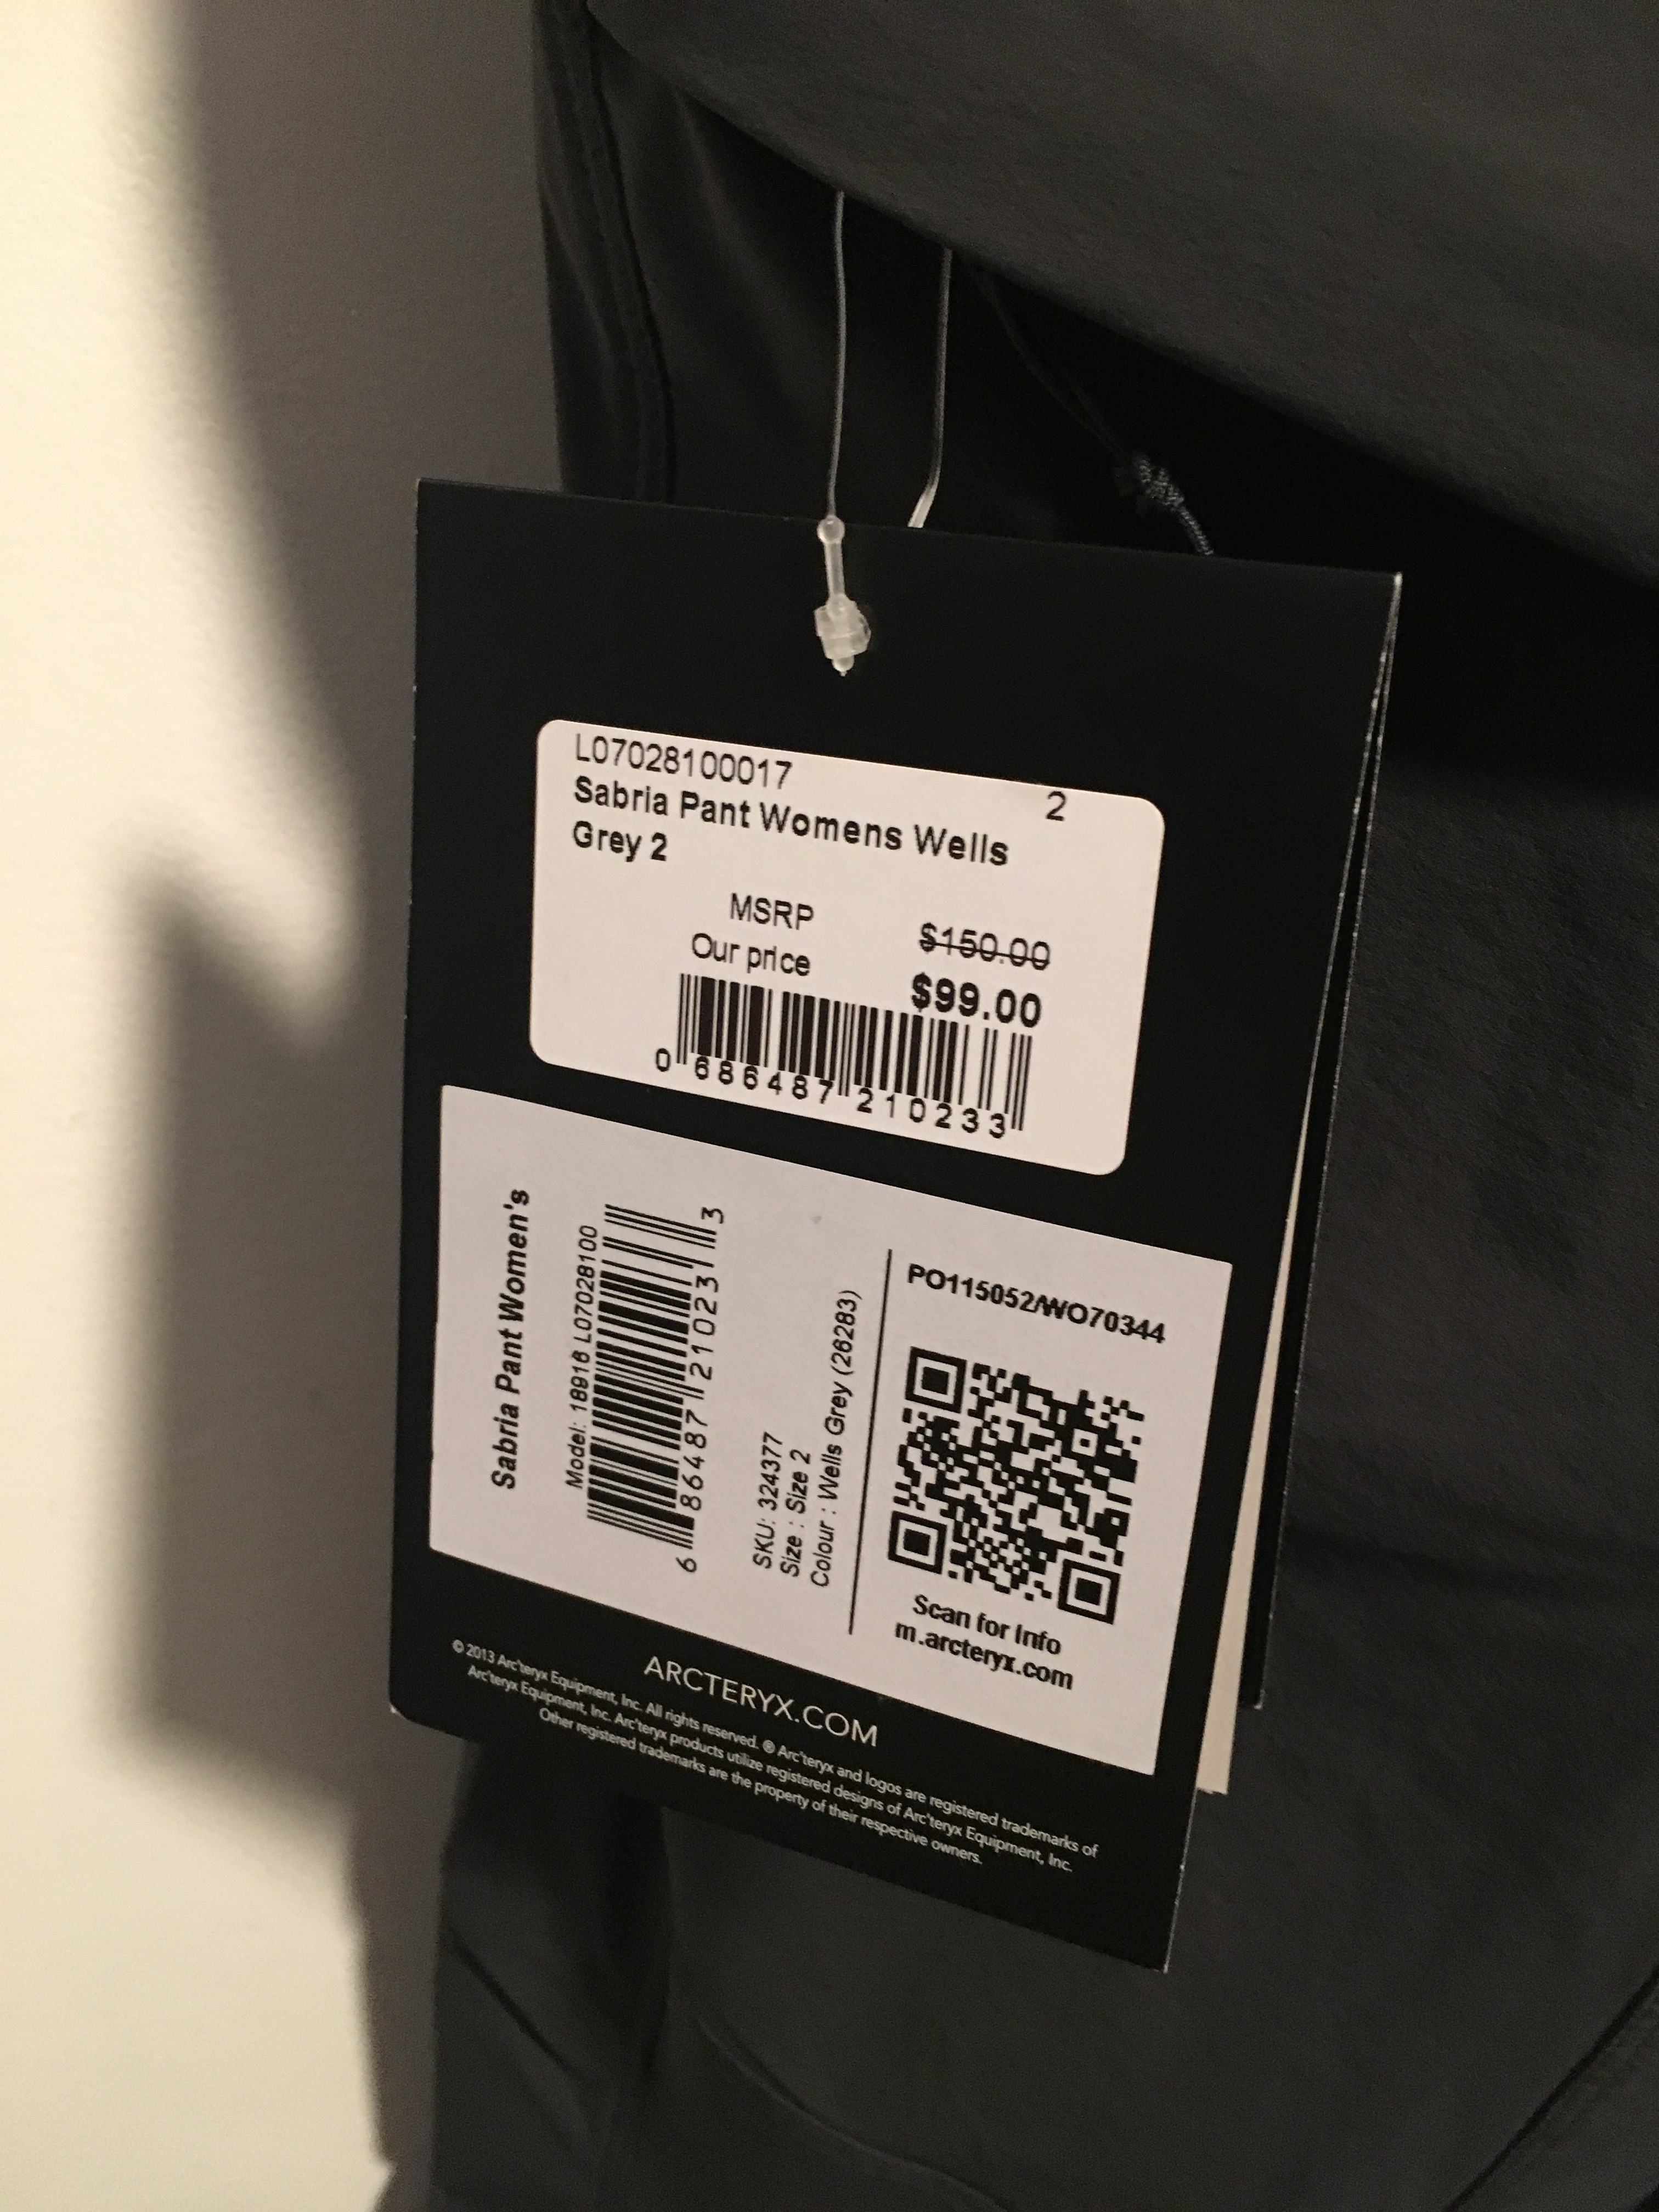 L07028100017
2
Sabria Pant Womens Wells
Grey 2
MSRP
$150.00
Our price
$99.00
0 686487 210233
Sabria Pant Women's
Model: 18916 L07028100
6 86487 21023 3
SKU: 324377
Size : Size 2
Colour : Wells Grey (26283)
PO115052/WO70344
Scan for Info
m.arcteryx.com
ARCTERYX.COM
© 2013 Arc'teryx Equipment, Inc. All rights reserved. ® Arc'teryx and logos are registered trademarks of
Arc'teryx Equipment, Inc. Arc'teryx products utilize registered designs of Arc'teryx Equipment, Inc.
Other registered trademarks are the property of their respective owners.